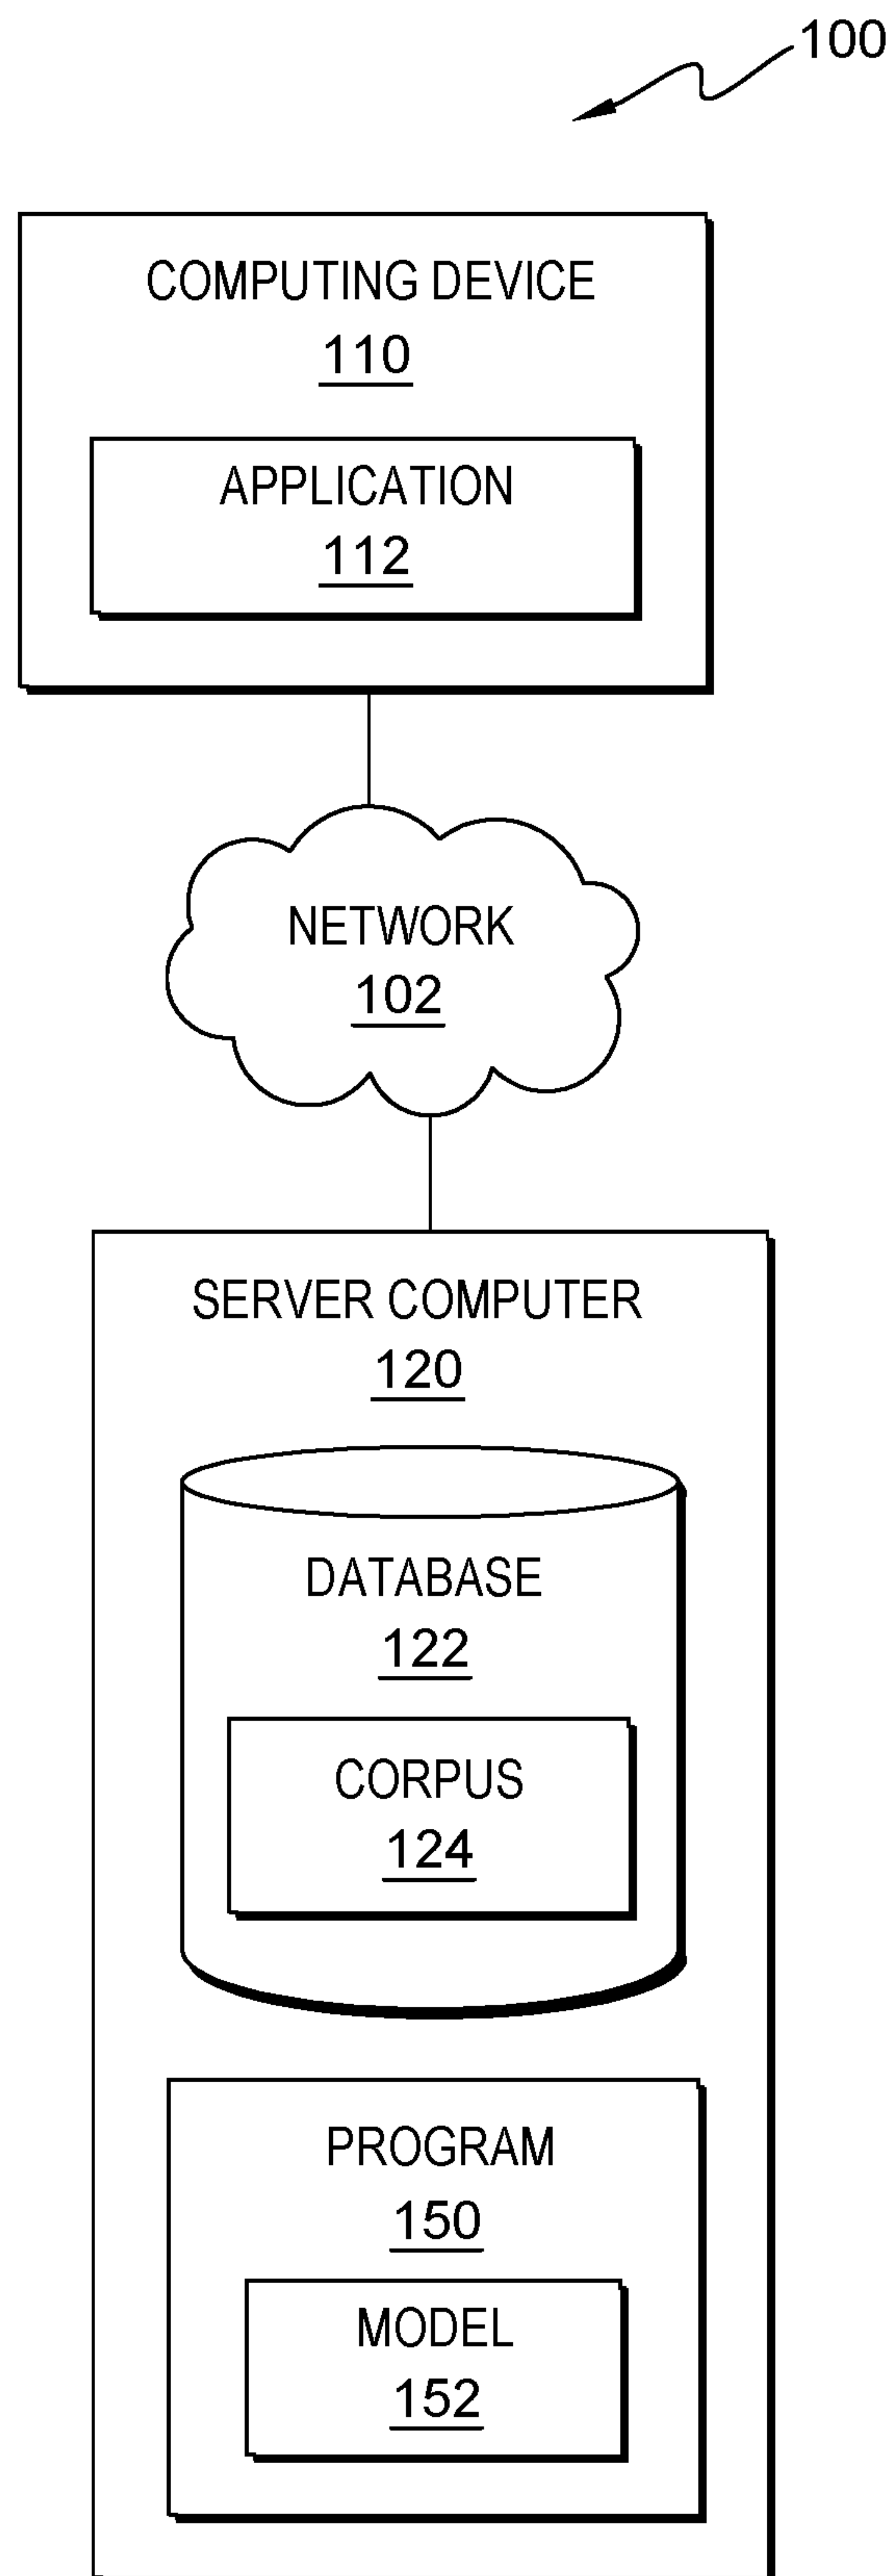 100
COMPUTING DEVICE
110
APPLICATION
112
NETWORK
102
SERVER COMPUTER
120
DATABASE
122
CORPUS
124
PROGRAM
150
MODEL
152